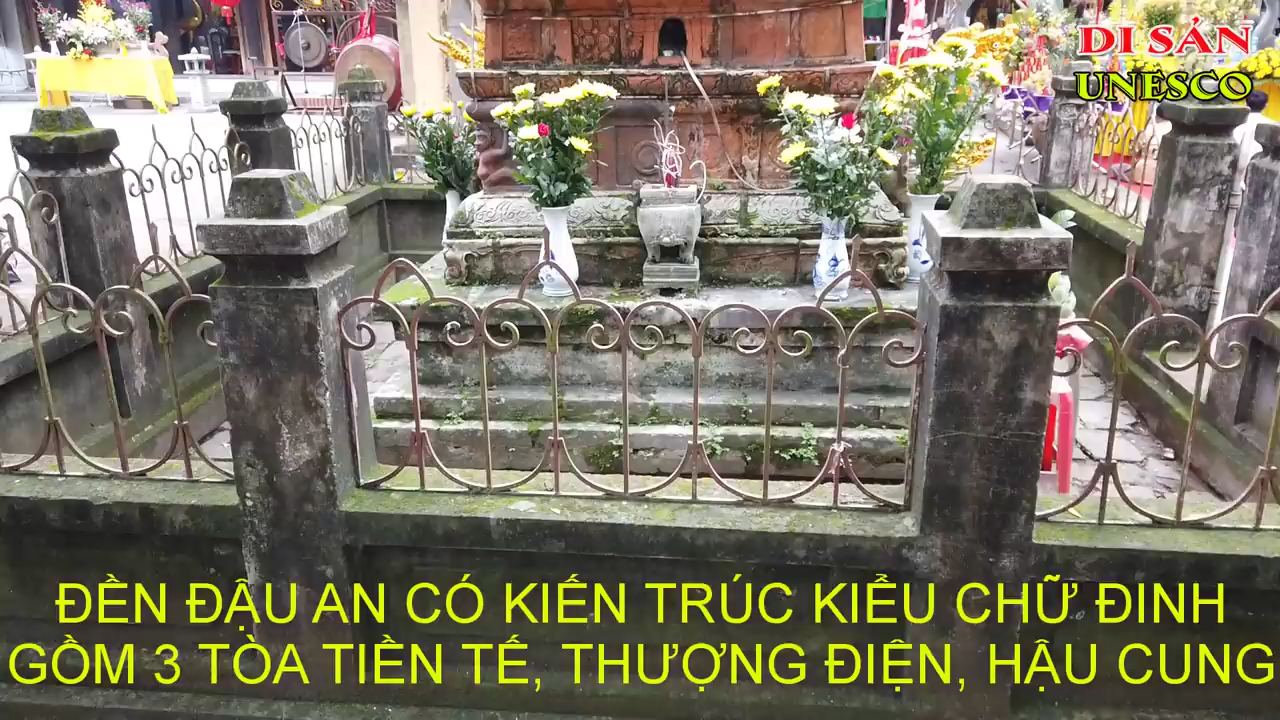 DI SẢN
UNESCO
ĐỀN ĐẬU AN CÓ KIẾN TRÚC KIỂU CHỮ ĐINH
GỒM 3 TÒA TIỀN TẾ, THƯỢNG ĐIỆN, HẬU CUNG